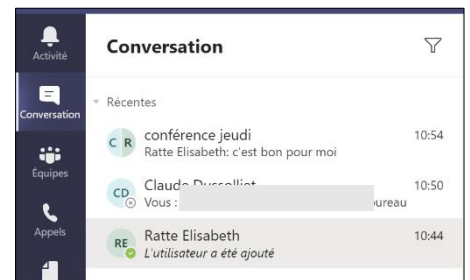 Activité
Conversation
Équipes
Appels
Conversation
Récentes
C R
conférence jeudi
10:54
Ratte Elisabeth: c'est bon pour moi
CD
Claude
10:50
Vous :
RE
Ratte Elisabeth
10:44
L'utilisateur a été ajouté